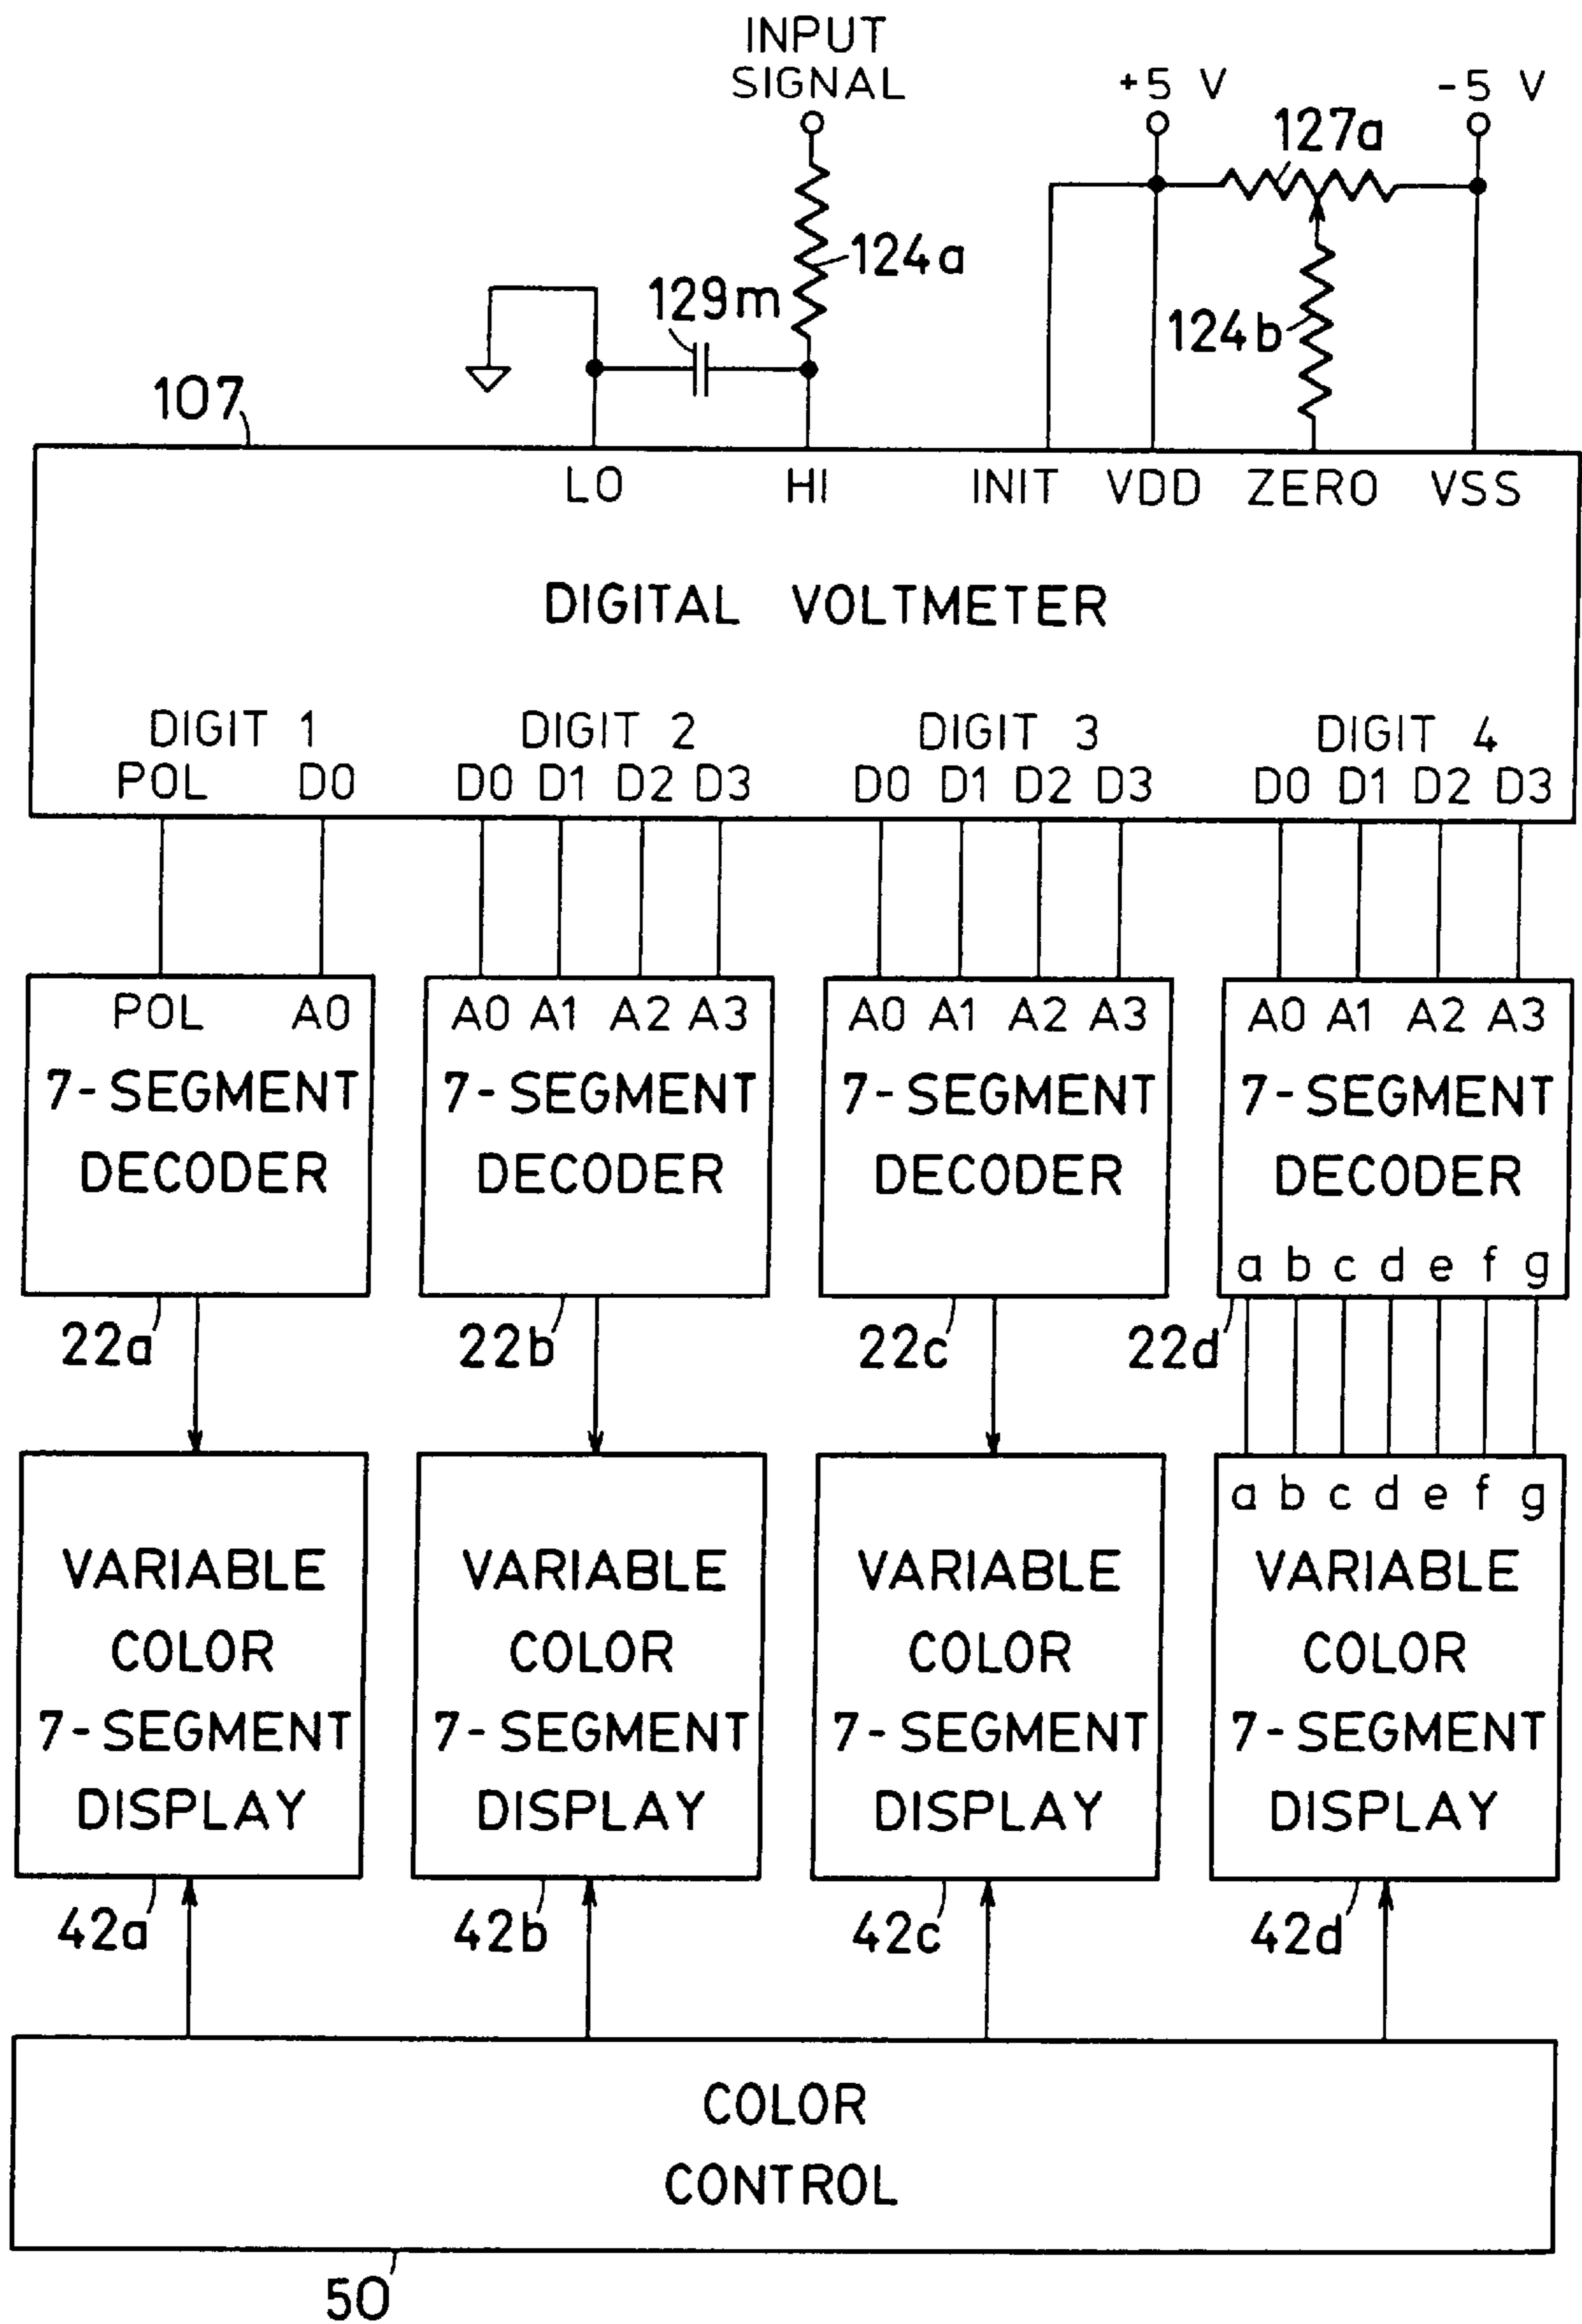 INPUT
SIGNAL
+5 V
-5 V
127a
124a
129m
124b
107
LO HI INIT VDD ZERO VSS
DIGITAL VOLTMETER
DIGIT 1 DIGIT 2 DIGIT 3 DIGIT 4
POL D0 D0 D1 D2 D3 D0 D1 D2 D3 D0 D1 D2 D3
POL A0 A0 A1 A2 A3 A0 A1 A2 A3 A0 A1 A2 A3
7-SEGMENT 7-SEGMENT 7-SEGMENT 7-SEGMENT
DECODER DECODER DECODER DECODER
a b c d e f g
22a 22b 22c 22d
a b c d e f g
VARIABLE VARIABLE VARIABLE VARIABLE
COLOR COLOR COLOR COLOR
7-SEGMENT 7-SEGMENT 7-SEGMENT 7-SEGMENT
DISPLAY DISPLAY DISPLAY DISPLAY
42a 42b 42c 42d
COLOR
CONTROL
50